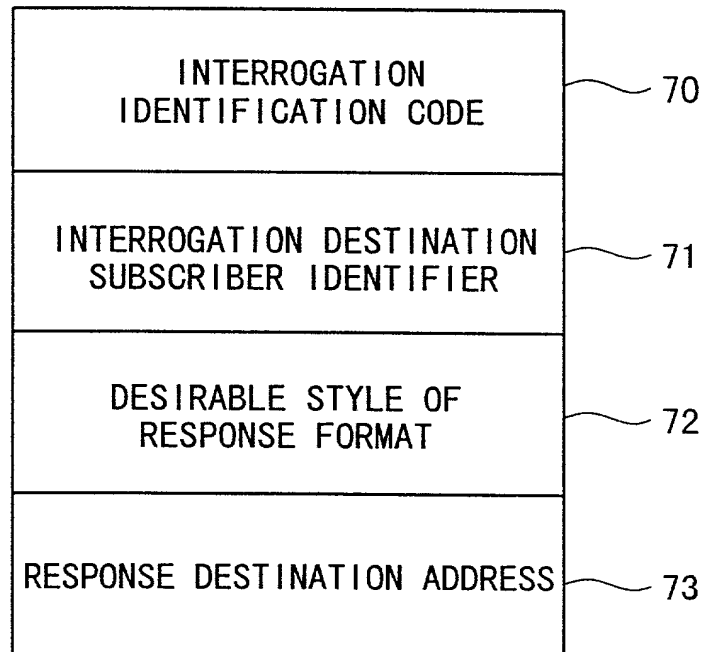 INTERROGATION
IDENTIFICATION CODE
70
INTERROGATION DESTINATION
SUBSCRIBER IDENTIFIER
71
DESIRABLE STYLE OF
RESPONSE FORMAT
72
RESPONSE DESTINATION ADDRESS
73